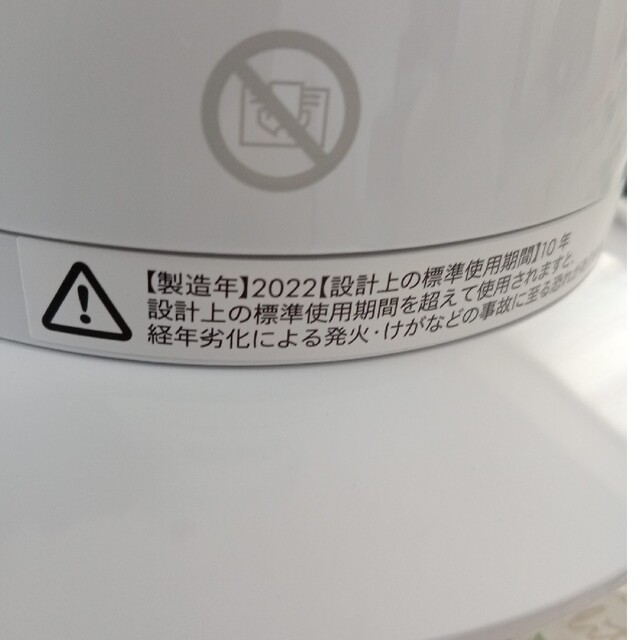 【製造年】2022【設計上の標準使用期間】10年
設計上の標準使用期間を超えて使用されますと、
経年劣化による発火・けがなどの事故に至る恐れ